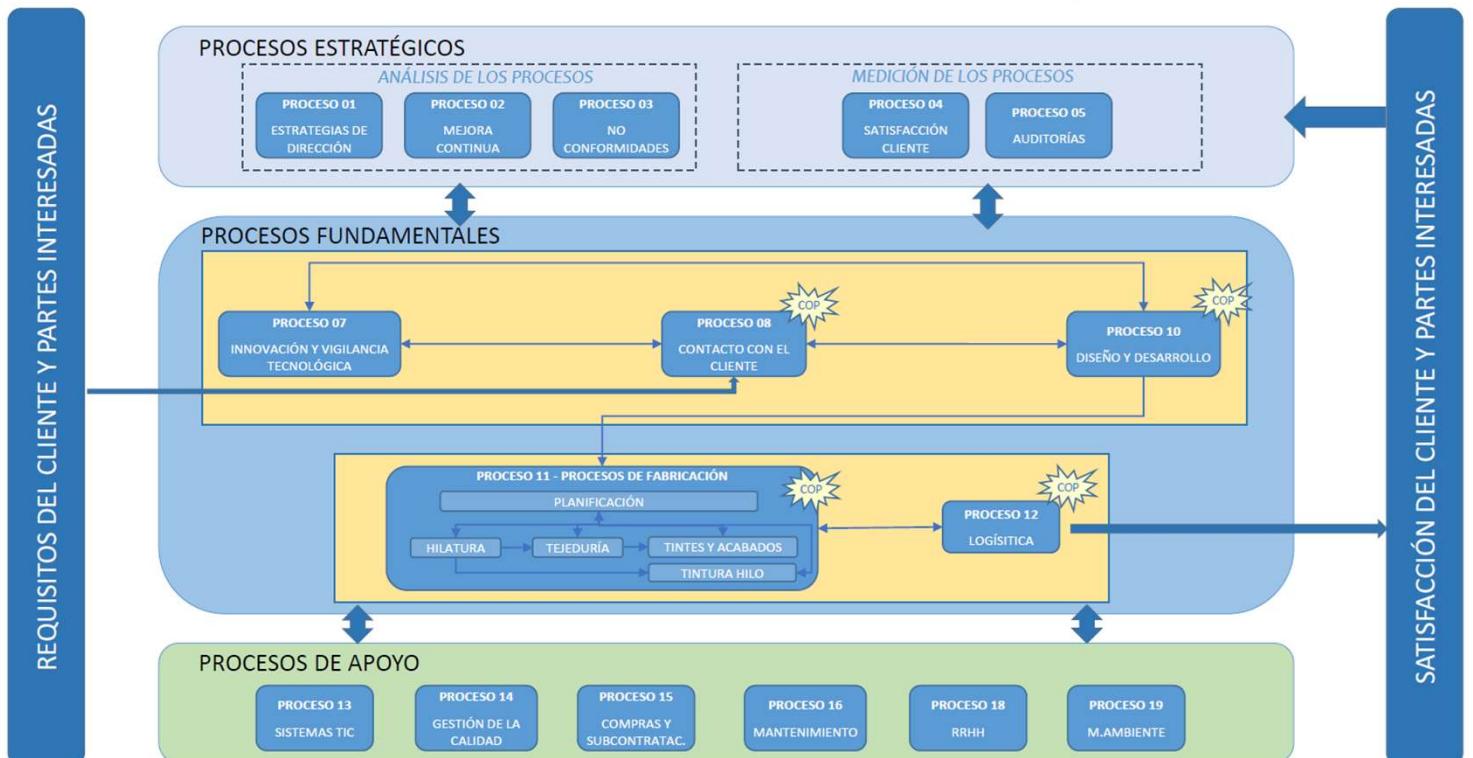 REQUISITOS DEL CLIENTE Y PARTES INTERESADAS
PROCESOS ESTRATÉGICOS
ANÁLISIS DE LOS PROCESOS
PROCESO 01
ESTRATEGIAS DE
DIRECCIÓN
PROCESO 02
MEJORA
CONTINUA
PROCESO 03
NO
CONFORMIDADES
MEDICIÓN DE LOS PROCESOS
PROCESO 04
SATISFACCIÓN
CLIENTE
PROCESO 05
AUDITORÍAS
PROCESOS FUNDAMENTALES
PROCESO 07
INNOVACIÓN Y VIGILANCIA
TECNOLÓGICA
COP
PROCESO 08
CONTACTO CON EL
CLIENTE
COP
PROCESO 10
DISEÑO Y DESARROLLO
PROCESO 11 - PROCESOS DE FABRICACIÓN
COP
PLANIFICACIÓN
HILATURA
TEJEDURÍA
TINTES Y ACABADOS
TINTURA HILO
COP
PROCESO 12
LOGÍSITICA
PROCESOS DE APOYO
PROCESO 13
SISTEMAS TIC
PROCESO 14
GESTIÓN DE LA
CALIDAD
PROCESO 15
COMPRAS Y
SUBCONTRATAC.
PROCESO 16
MANTENIMIENTO
PROCESO 18
RRHH
PROCESO 19
M.AMBIENTE
SATISFACCIÓN DEL CLIENTE Y PARTES INTERESADAS